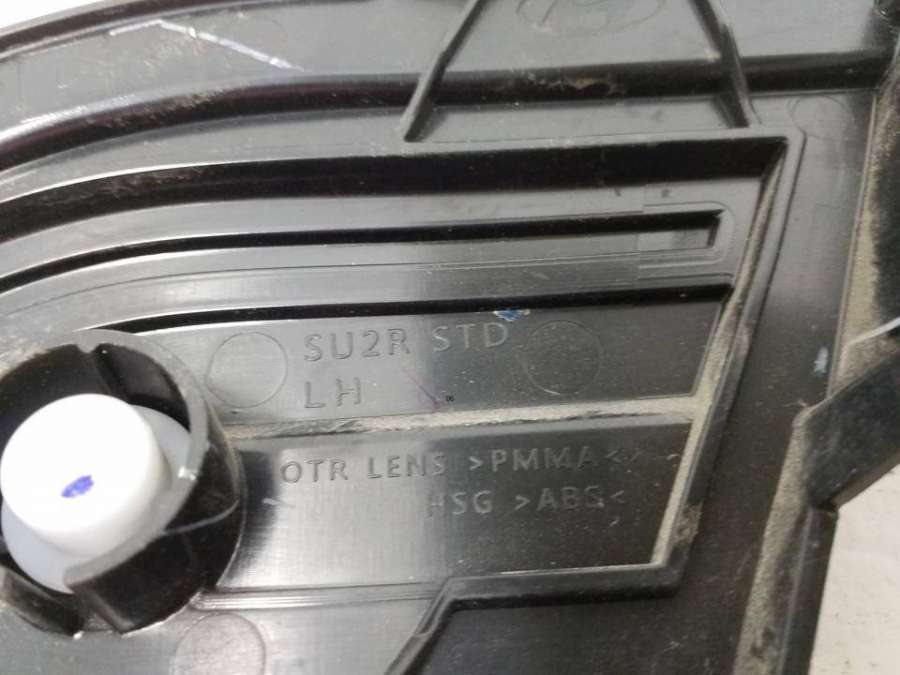 SU2R STD
LH
OTR LENS >PMMA<
HSG >ABS<